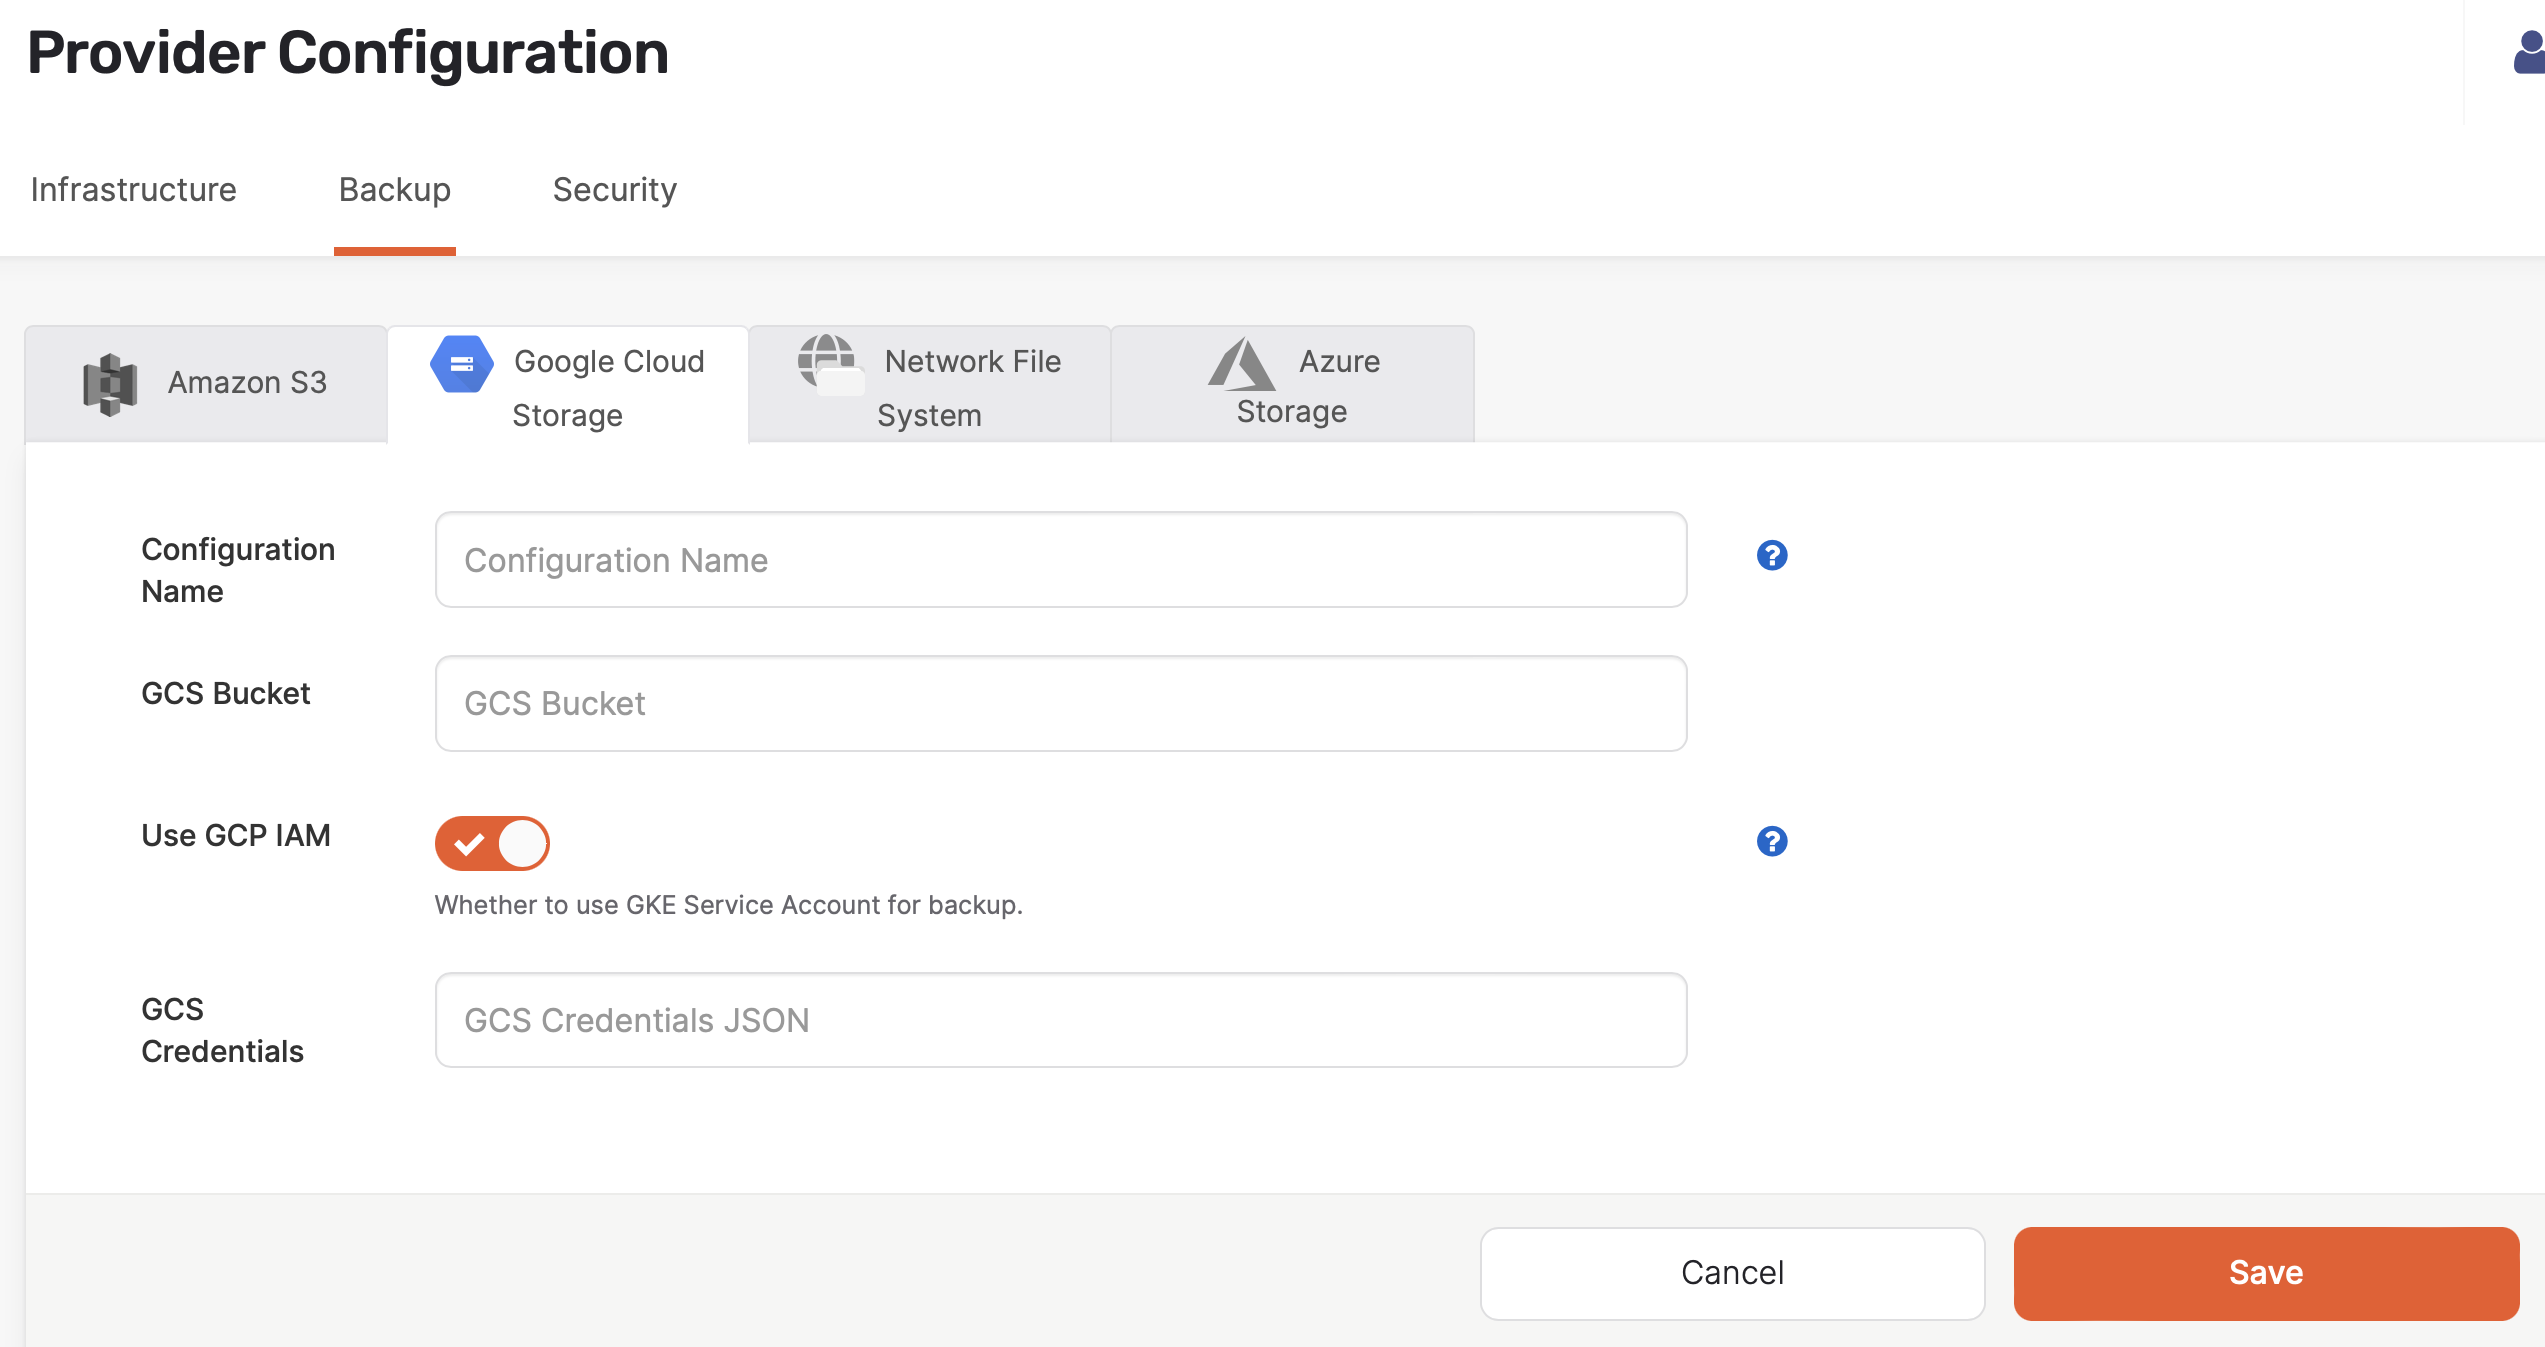 Provider Configuration
Infrastructure
Backup
Security
Amazon S3
Google Cloud
Storage
Network File
System
Azure
Storage
Configuration
Name
Configuration Name
GCS Bucket
GCS Bucket
Use GCP IAM
Whether to use GKE Service Account for backup.
GCS
Credentials
GCS Credentials JSON
Cancel
Save